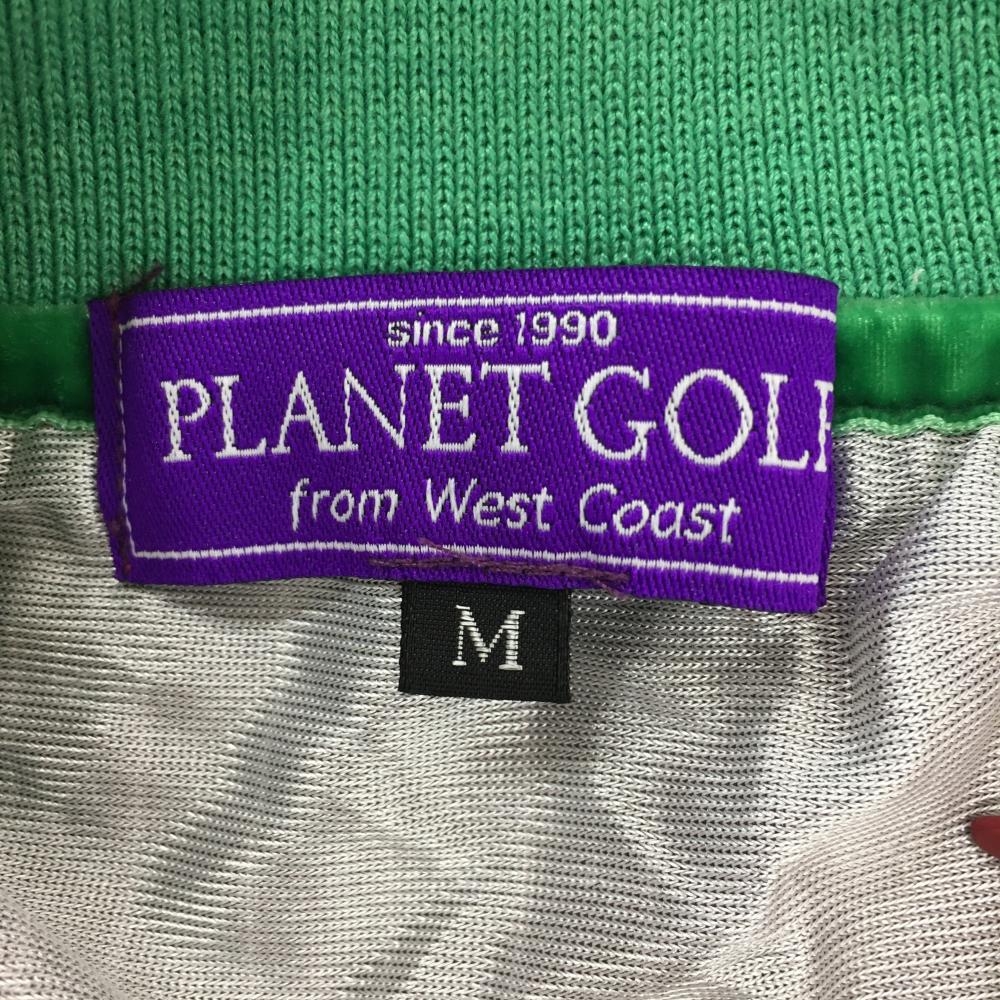 since 1990
PLANET GOLF
from West Coast
M